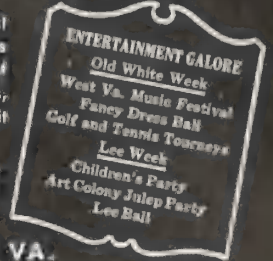 ENTERTAINMENT GALORE
Old White Week
West Va. Music Festival
Fancy Dress Ball
Golf and Tennis Tourneys
Lee Week
Children's Party
Art Colony Julep Party
Lee Ball
VA.